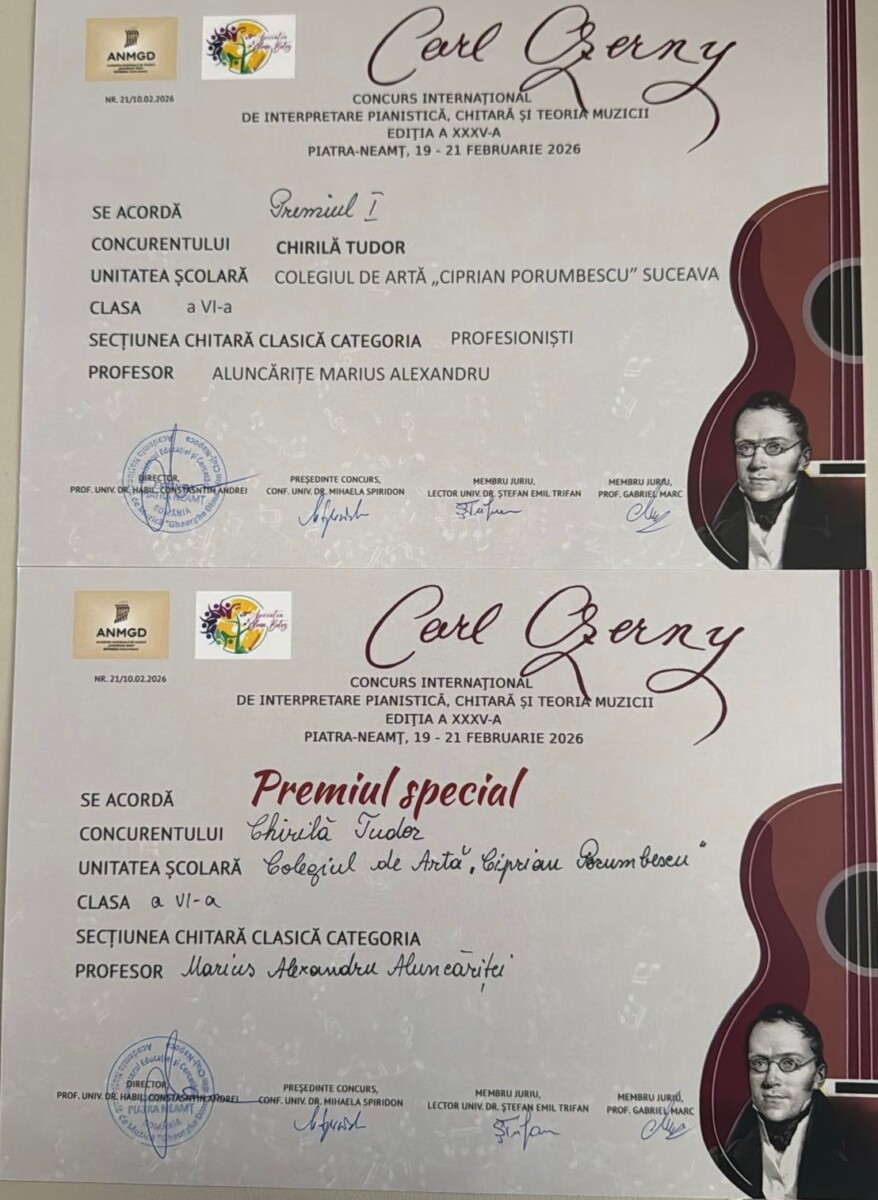 ANMGD
Carl Czerny
NR. 21/10.02.2026
CONCURS INTERNAȚIONAL
DE INTERPRETARE PIANISTICĂ, CHITARĂ ȘI TEORIA MUZICII
EDIȚIA A XXXV-A
PIATRA-NEAMȚ, 19 - 21 FEBRUARIE 2026
SE ACORDĂ Premiul I
CONCURENTULUI CHIRILĂ TUDOR
UNITATEA ȘCOLARĂ COLEGIUL DE ARTĂ „CIPRIAN PORUMBESCU” SUCEAVA
CLASA a VI-a
SECȚIUNEA CHITARĂ CLASICĂ CATEGORIA PROFESIONIȘTI
PROFESOR ALUNCĂRIȚE MARIUS ALEXANDRU
DIRECTOR, PREȘEDINTE CONCURS, MEMBRU JURIU, MEMBRU JURIU,
PROF. UNIV. DR. HABIL. CONSTASNTIN ANDREI CONF. UNIV. DR. MIHAELA SPIRIDON LECTOR UNIV. DR. ȘTEFAN EMIL TRIFAN PROF. GABRIEL MARC
ROMÂNIA
ANMGD
Carl Czerny
NR. 21/10.02.2026
CONCURS INTERNAȚIONAL
DE INTERPRETARE PIANISTICĂ, CHITARĂ ȘI TEORIA MUZICII
EDIȚIA A XXXV-A
PIATRA-NEAMȚ, 19 - 21 FEBRUARIE 2026
SE ACORDĂ Premiul special
CONCURENTULUI Chirilă Tudor
UNITATEA ȘCOLARĂ Colegiul de Artă „Ciprian Porumbescu"
CLASA a VI-a
SECȚIUNEA CHITARĂ CLASICĂ CATEGORIA
PROFESOR Marius Alexandru Aluncăriței
DIRECTOR, PREȘEDINTE CONCURS, MEMBRU JURIU, MEMBRU JURIU,
PROF. UNIV. DR. HABIL. CONSTASNTIN ANDREI CONF. UNIV. DR. MIHAELA SPIRIDON LECTOR UNIV. DR. ȘTEFAN EMIL TRIFAN PROF. GABRIEL MARC
PIATRA NEAMȚ
ROMÂNIA